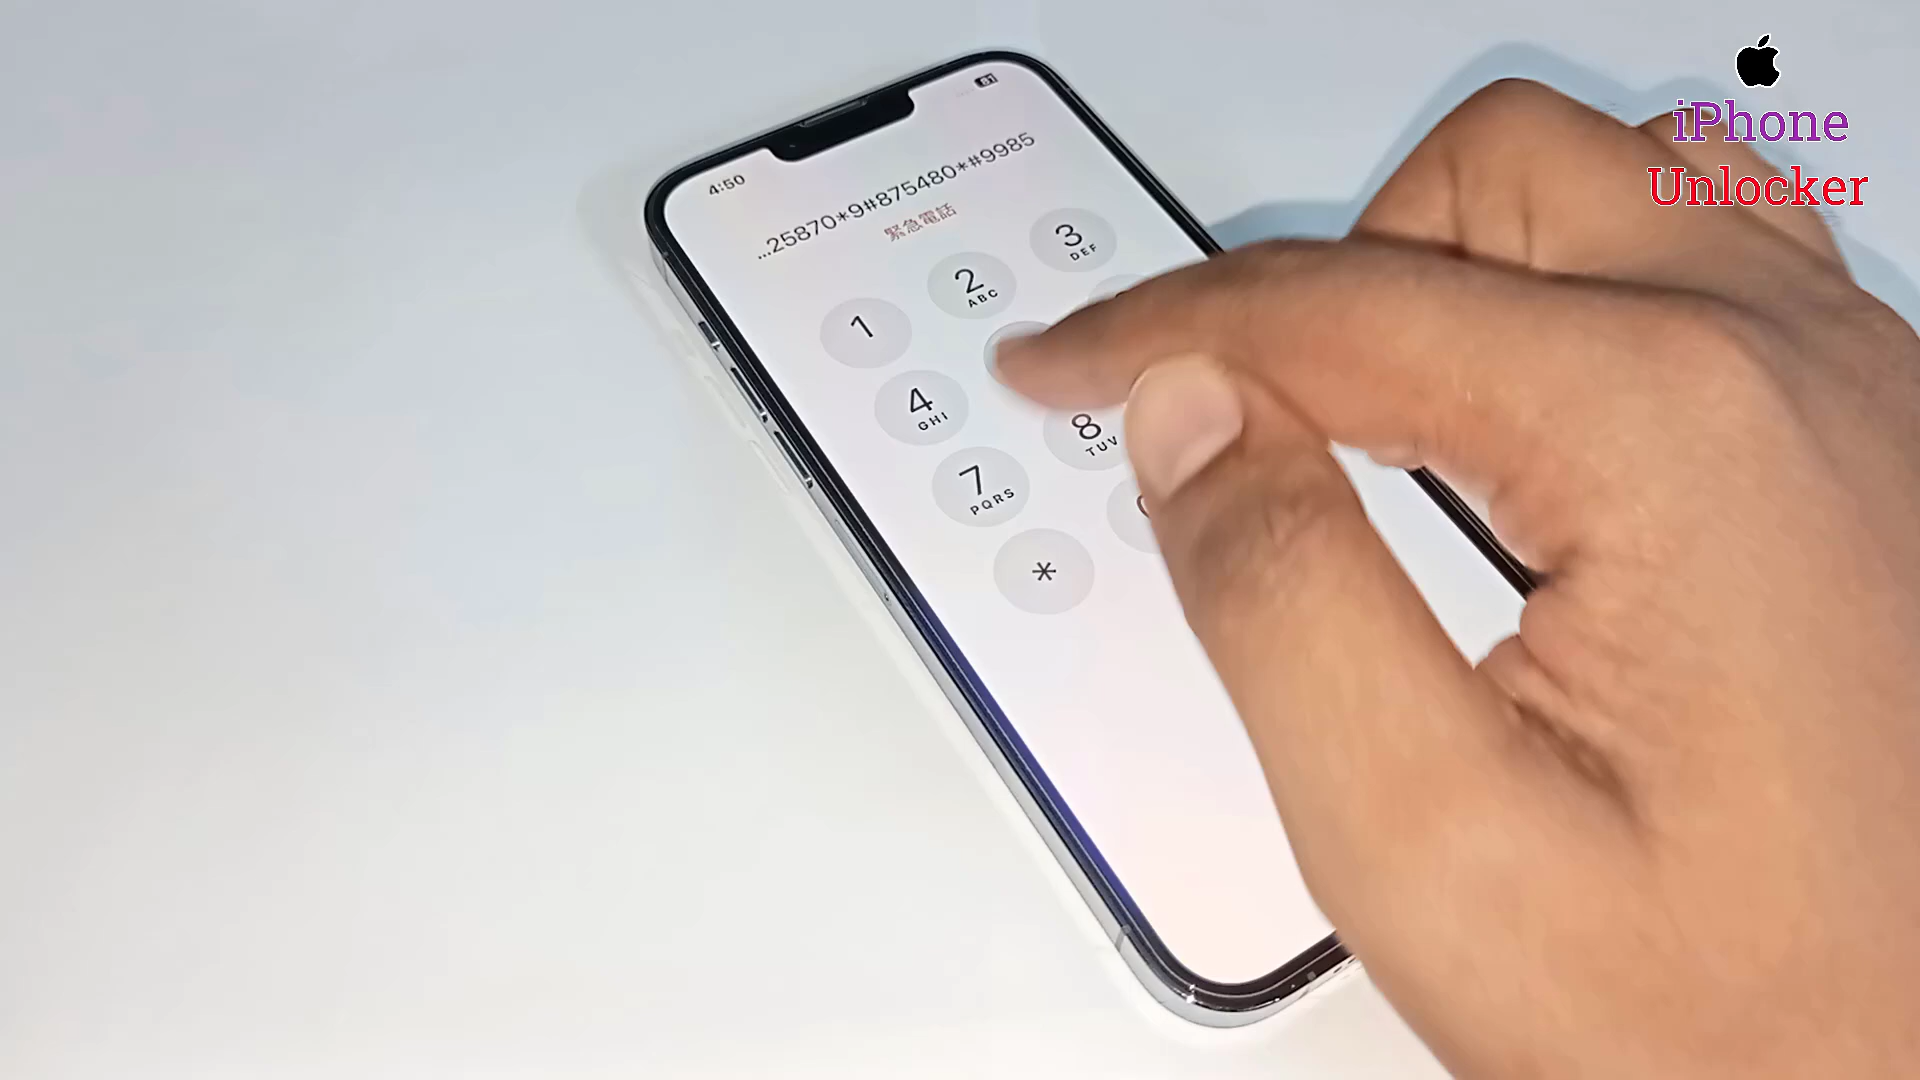 iPhone
Unlocker
4:50
81
...25870*9#875480*#9985
緊急電話
1
2
ABC
3
DEF
4
GHI
7
PQRS
8
TUV
*